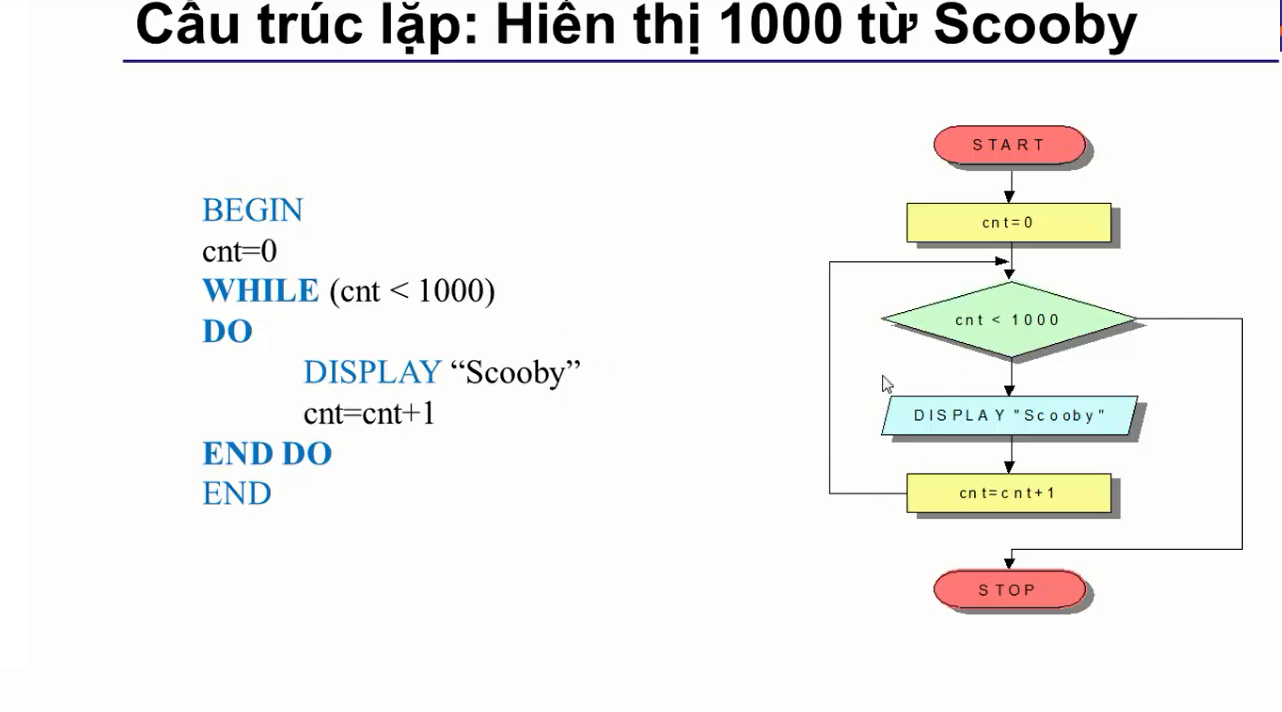 Cấu trúc lặp: Hiển thị 1000 từ Scooby
BEGIN
cnt=0
WHILE (cnt < 1000)
DO
DISPLAY “Scooby”
cnt=cnt+1
END DO
END
START
cnt=0
cnt < 1000
DISPLAY "Scooby"
cnt=cnt+1
STOP